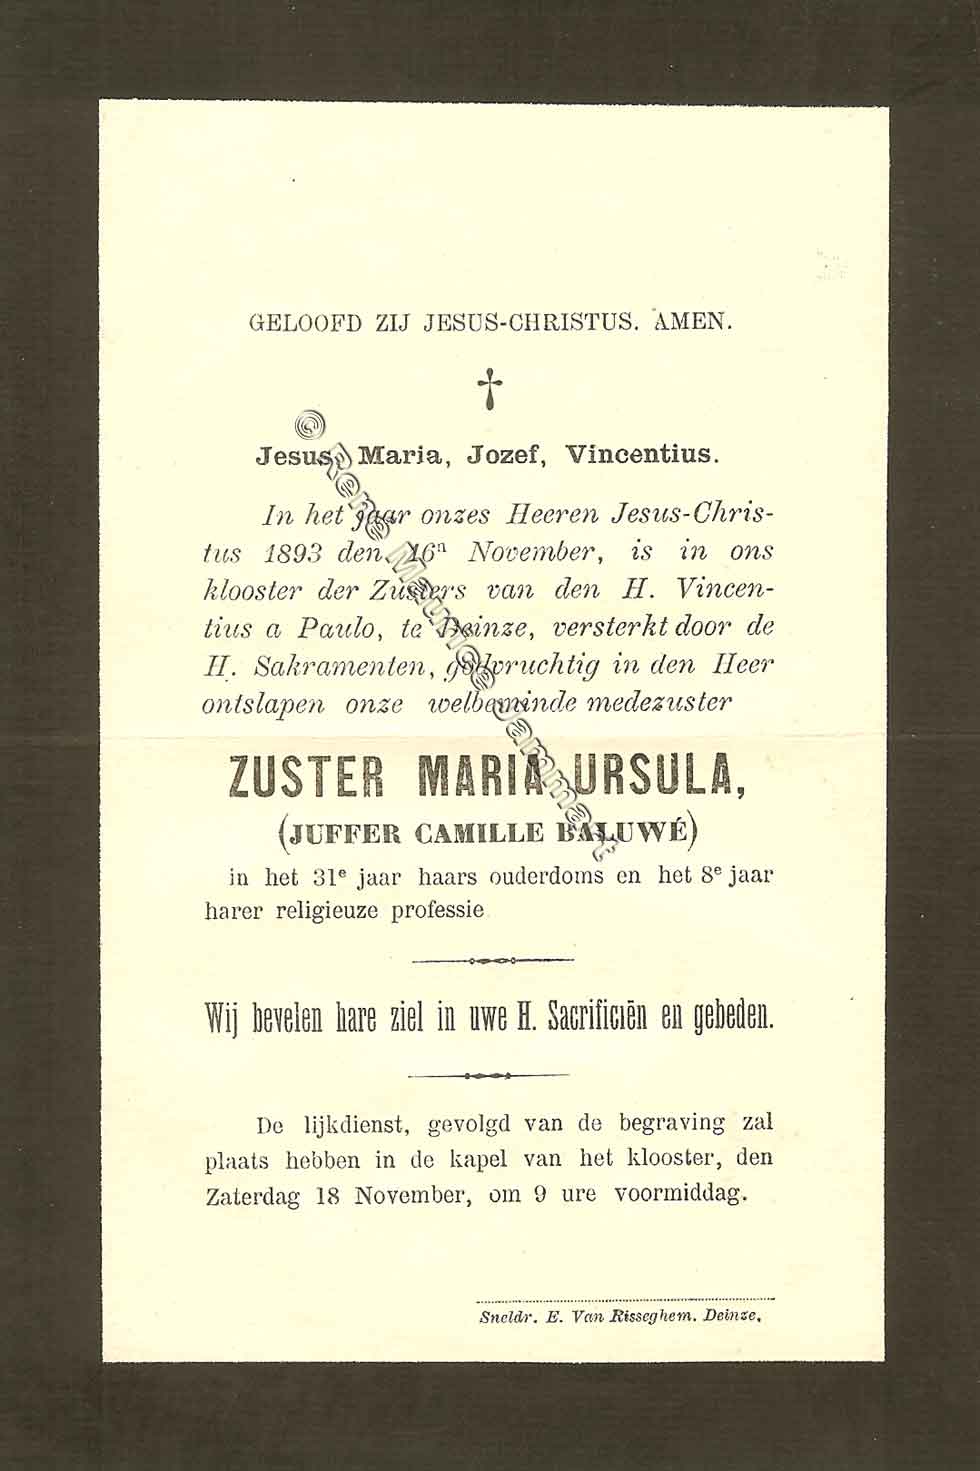 GELOOFD ZIJ JESUS-CHRISTUS. AMEN.
Jesus, Maria, Jozef, Vincentius.
In het jaar onzes Heeren Jesus-Chris-
tus 1893 den 16n November, is in ons
klooster der Zusters van den H. Vincen-
tius a Paulo, te Deinze, versterkt door de
H. Sakramenten, godvruchtig in den Heer
ontslapen onze welbeminde medezuster
ZUSTER MARIA URSULA,
(JUFFER CAMILLE BALUWÉ)
in het 31e jaar haars ouderdoms en het 8e jaar
harer religieuze professie
Wij bevelen hare ziel in uwe H. Sacrificiën en gebeden.
De lijkdienst, gevolgd van de begraving zal
plaats hebben in de kapel van het klooster, den
Zaterdag 18 November, om 9 ure voormiddag.
Sneldr. E. Van Risseghem. Deinze.
© Rene Maurice Jammart